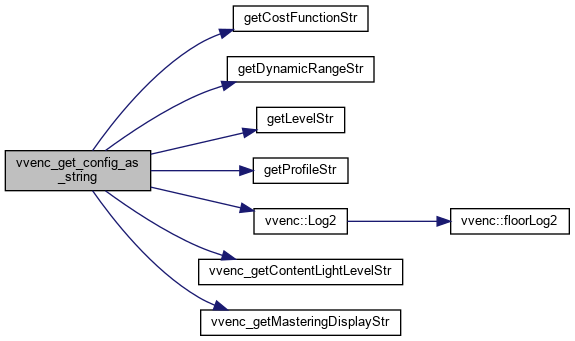 getCostFunctionStr
getDynamicRangeStr
getLevelStr
vvenc_get_config_as
_string
getProfileStr
vvenc::Log2
vvenc::floorLog2
vvenc_getContentLightLevelStr
vvenc_getMasteringDisplayStr